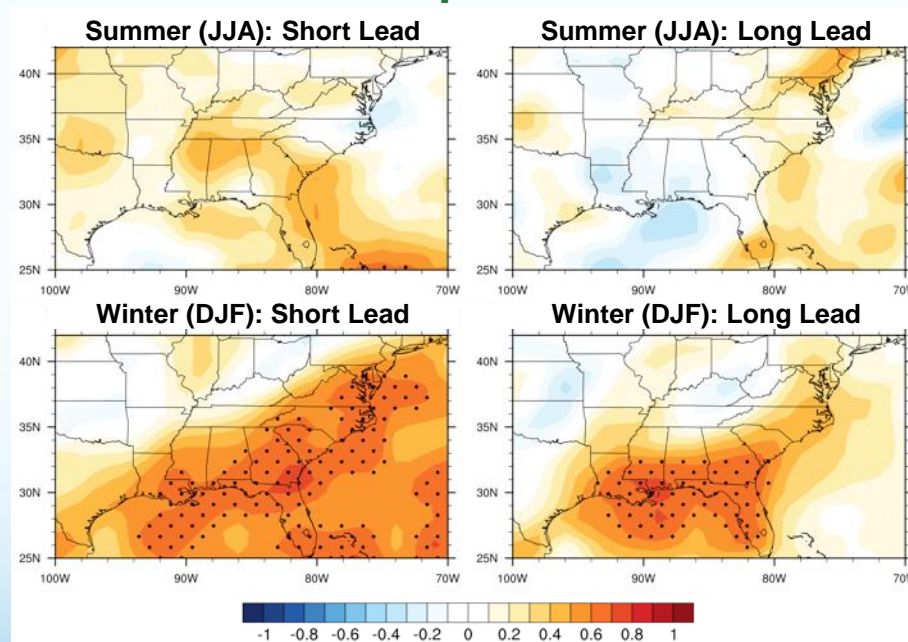 Summer (JJA): Short Lead
Summer (JJA): Long Lead
40N
35N
30N
25N
100W
90W
80W
70W
40N
35N
30N
25N
100W
90W
80W
70W
Winter (DJF): Short Lead
Winter (DJF): Long Lead
40N
35N
30N
25N
100W
90W
80W
70W
40N
35N
30N
25N
100W
90W
80W
70W
-1 -0.8 -0.6 -0.4 -0.2 0 0.2 0.4 0.6 0.8 1